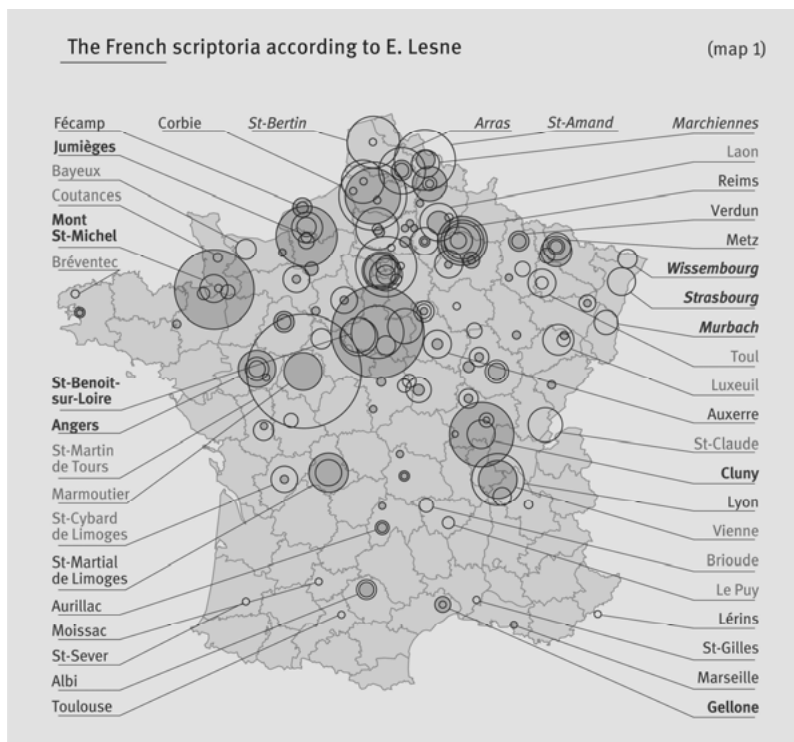 The French scriptoria according to E. Lesne
(map 1)
Fécamp
Corbie
St-Bertin
Arras
St-Amand
Marchiennes
Jumièges
Bayeux
Coutances
Mont
St-Michel
Bréventec
St-Benoit-
sur-Loire
Angers
St-Martin
de Tours
Marmoutier
St-Cybard
de Limoges
St-Martial
de Limoges
Aurillac
Moissac
St-Sever
Albi
Toulouse
Laon
Reims
Verdun
Metz
Wissembourg
Strasbourg
Murbach
Toul
Luxeuil
Auxerre
St-Claude
Cluny
Lyon
Vienne
Brioude
Le Puy
Lérins
St-Gilles
Marseille
Gellone